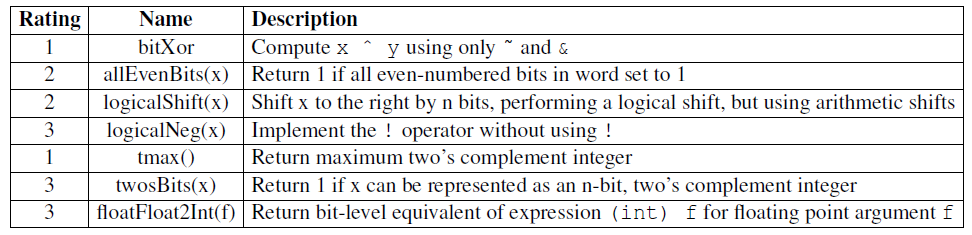 Rating Name Description
1 bitXor Compute x ^ y using only ~ and &
2 allEvenBits(x) Return 1 if all even-numbered bits in word set to 1
2 logicalShift(x) Shift x to the right by n bits, performing a logical shift, but using arithmetic shifts
3 logicalNeg(x) Implement the ! operator without using !
1 tmax() Return maximum two's complement integer
3 twosBits(x) Return 1 if x can be represented as an n-bit, two's complement integer
3 floatFloat2Int(f) Return bit-level equivalent of expression (int) f for floating point argument f